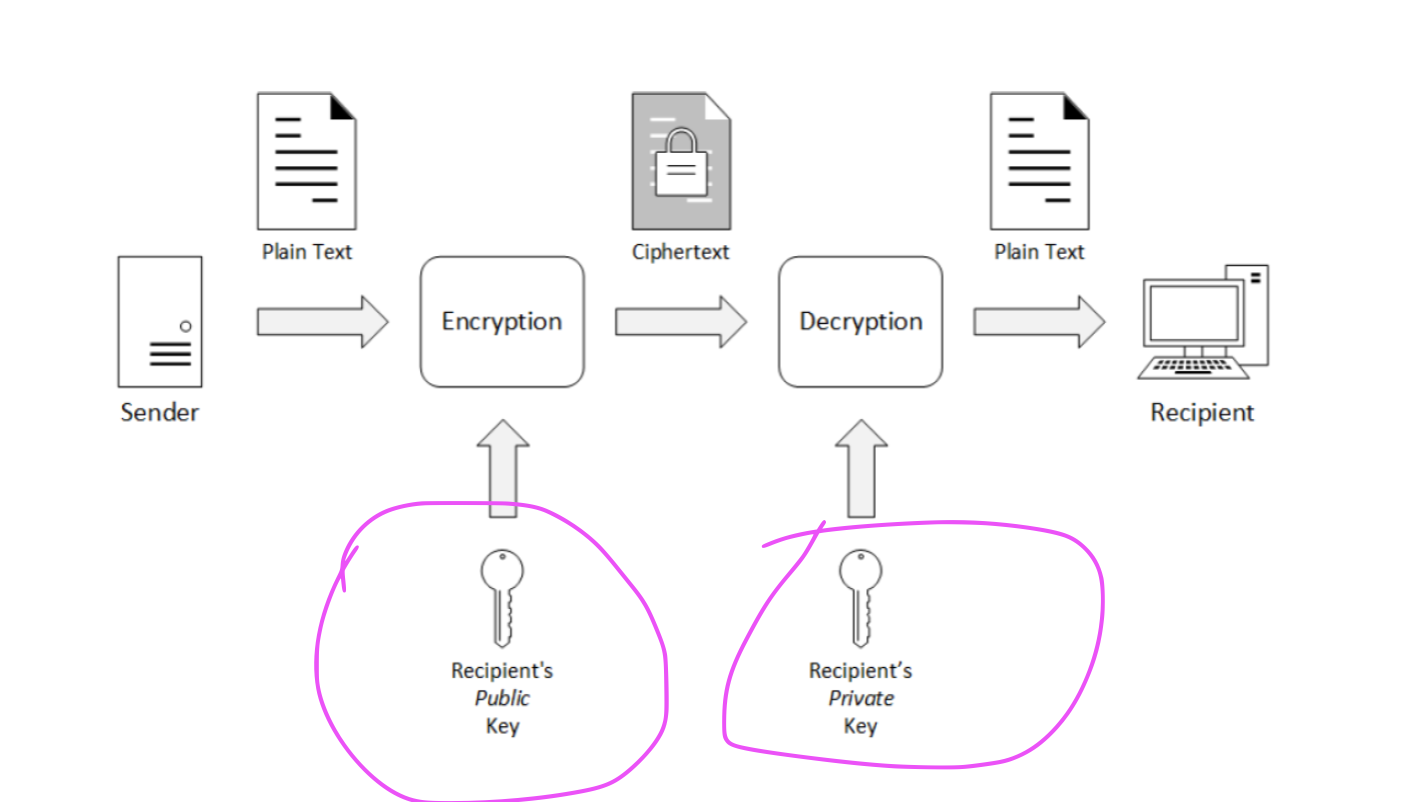 Plain Text
Ciphertext
Plain Text
Encryption
Decryption
Sender
Recipient
Recipient's
Public
Key
Recipient’s
Private
Key